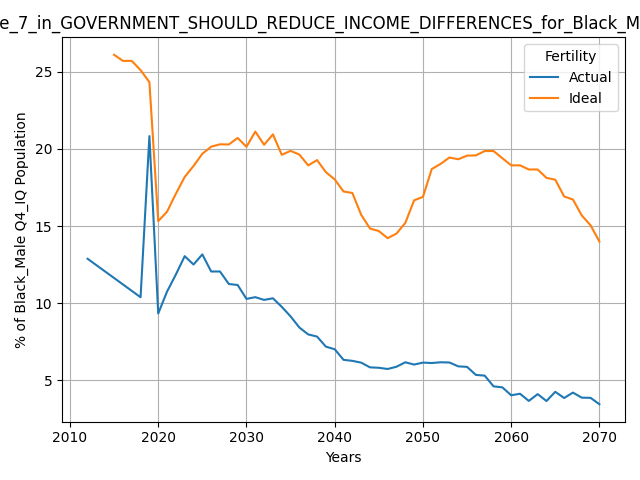 e_7_in_GOVERNMENT_SHOULD_REDUCE_INCOME_DIFFERENCES_for_Black_M
Fertility
Actual
Ideal
% of Black_Male Q4_IQ Population
25
20
15
10
5
2010 2020 2030 2040 2050 2060 2070
Years